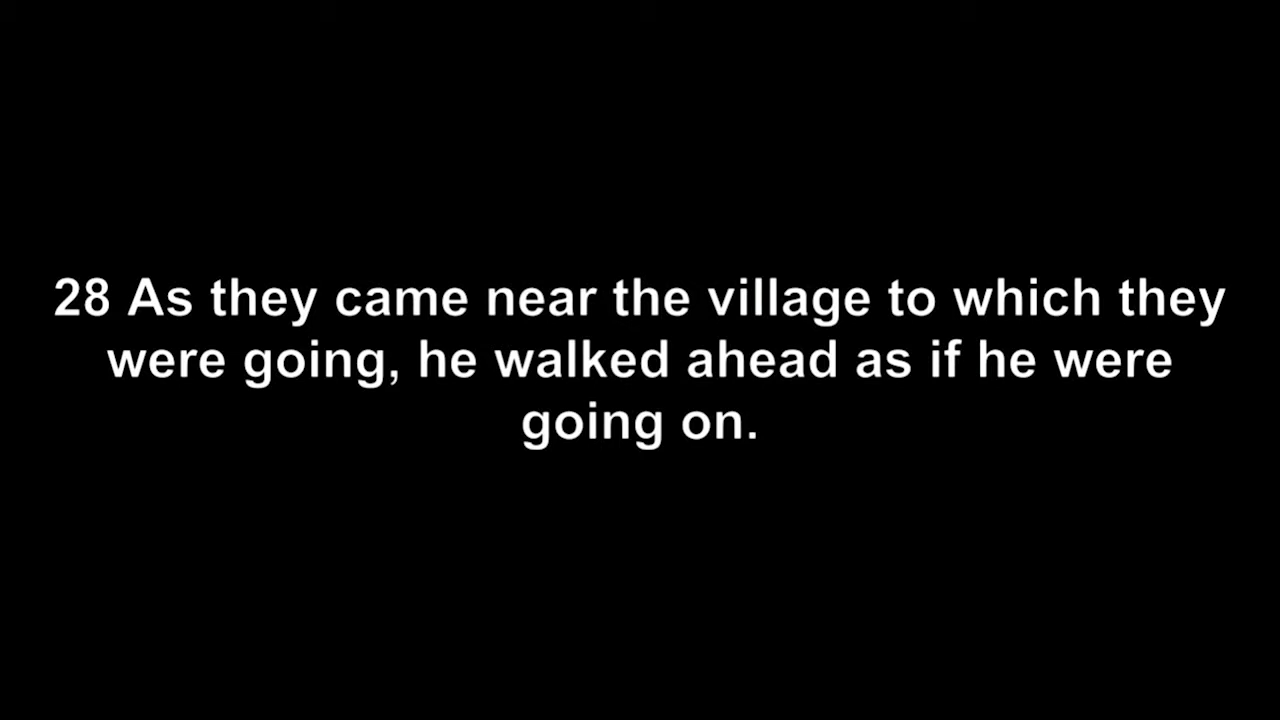 28 As they came near the village to which they
were going, he walked ahead as if he were
going on.